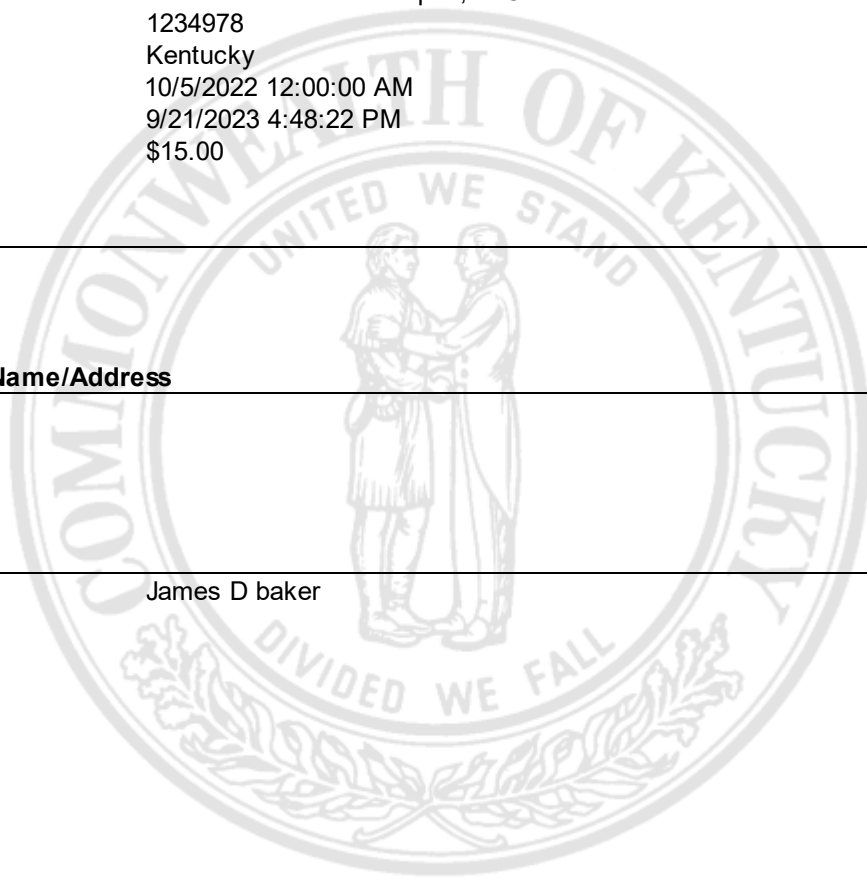 1234978
Kentucky
10/5/2022 12:00:00 AM
9/21/2023 4:48:22 PM
$15.00
COMMONWEALTH OF KENTUCKY
UNITED WE STAND
Name/Address
James D baker
DIVIDED WE FALL